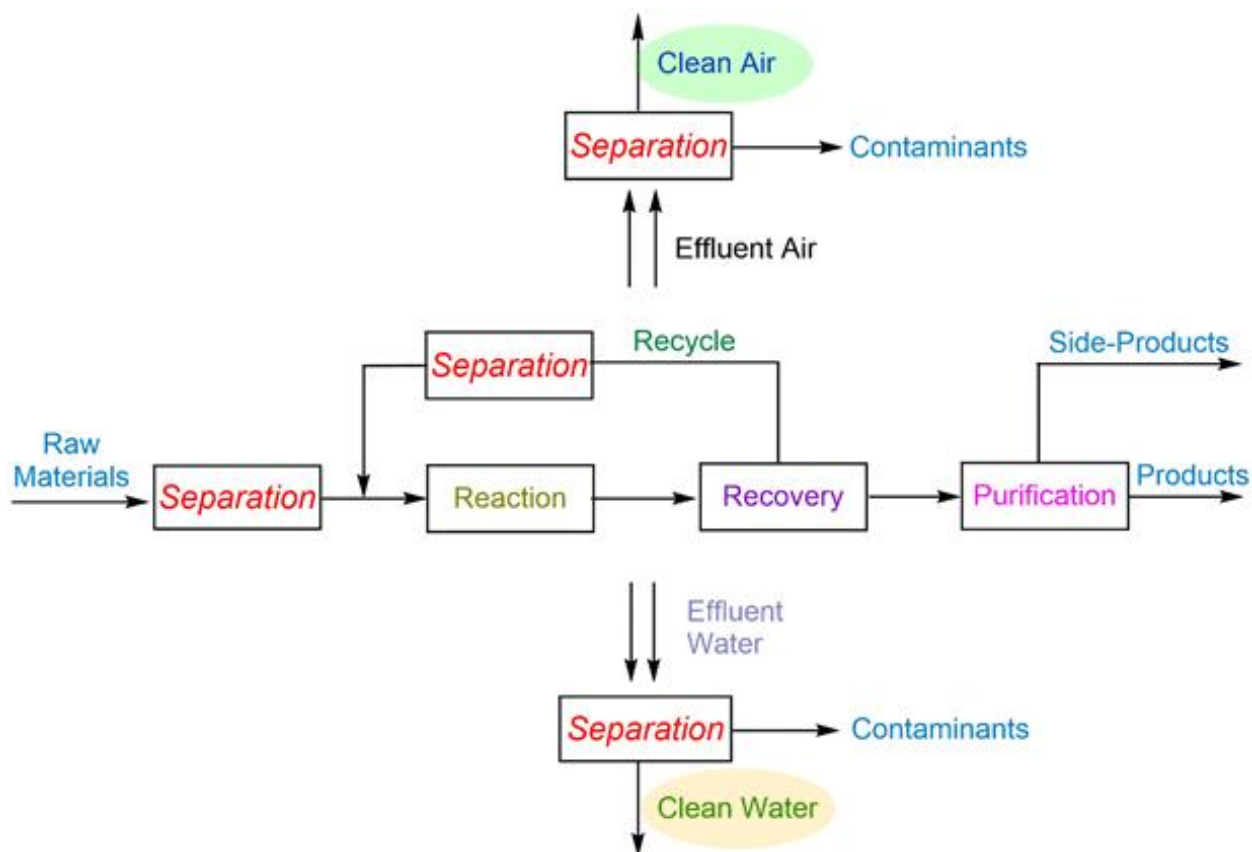 Clean Air
Separation
Contaminants
Effluent Air
Recycle
Side-Products
Separation
Raw
Materials
Products
Separation
Reaction
Recovery
Purification
Effluent
Water
Separation
Contaminants
Clean Water